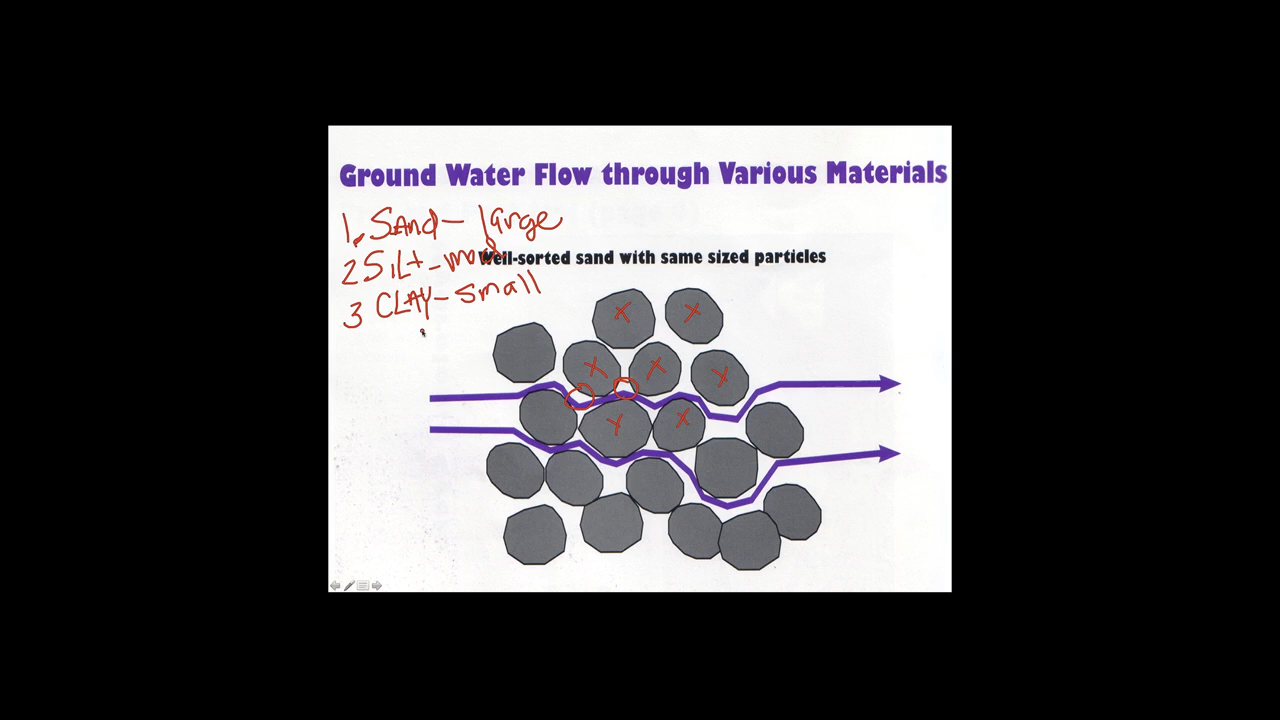 Ground Water Flow through Various Materials
1. Sand - large
2 SILt - mod
Well-sorted sand with same sized particles
3 CLAY - small